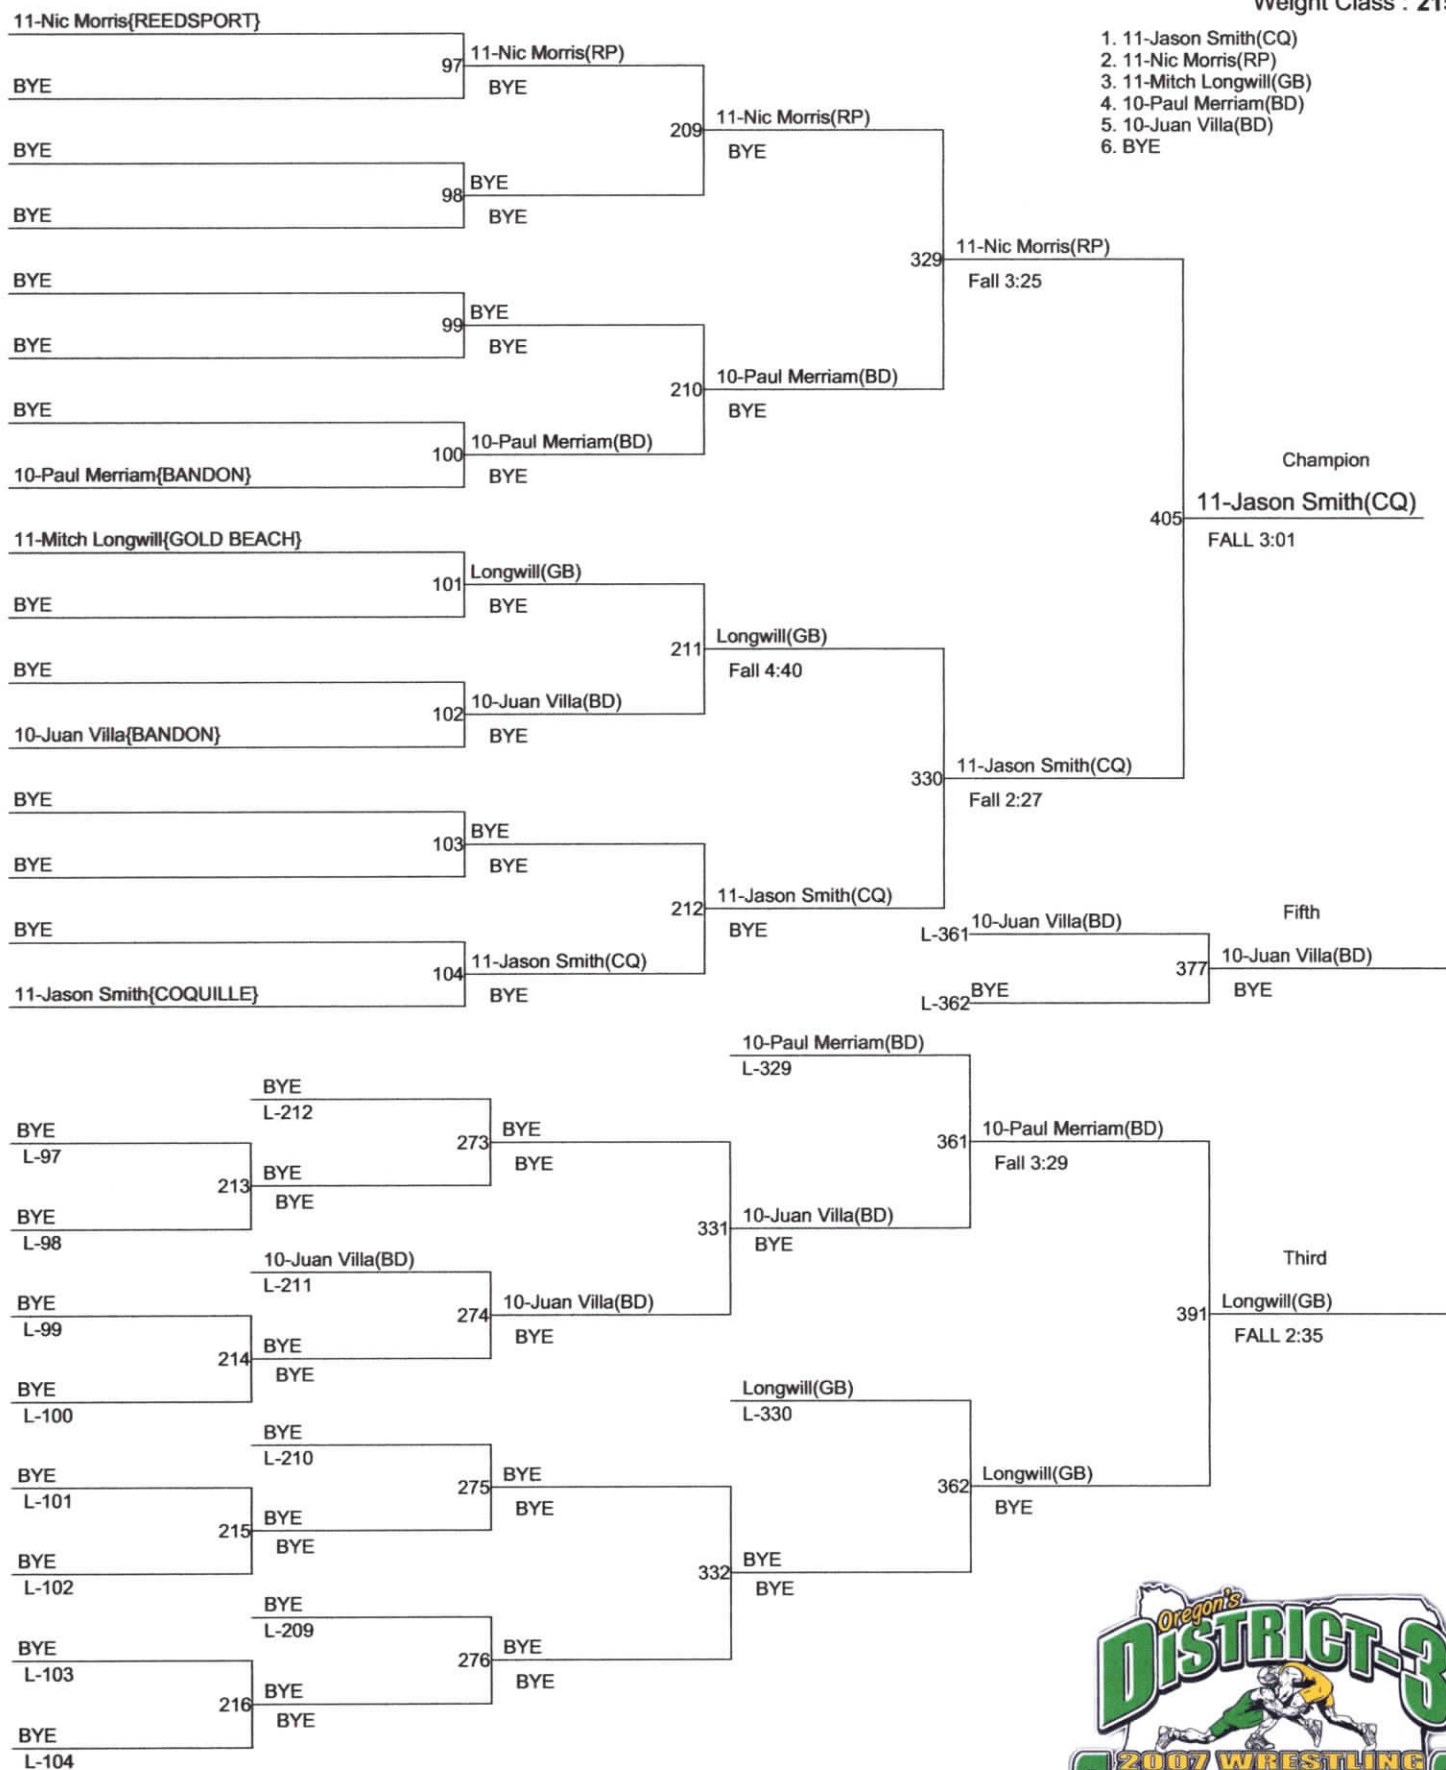 Weight Class : 215
1. 11-Jason Smith(CQ)
2. 11-Nic Morris(RP)
3. 11-Mitch Longwill(GB)
4. 10-Paul Merriam(BD)
5. 10-Juan Villa(BD)
6. BYE
11-Nic Morris{REEDSPORT}
97
11-Nic Morris(RP)
BYE
BYE
209
11-Nic Morris(RP)
BYE
BYE
98
BYE
BYE
BYE
329
11-Nic Morris(RP)
Fall 3:25
BYE
99
BYE
BYE
BYE
210
10-Paul Merriam(BD)
BYE
BYE
100
10-Paul Merriam(BD)
BYE
10-Paul Merriam{BANDON}
Champion
405
11-Jason Smith(CQ)
FALL 3:01
11-Mitch Longwill{GOLD BEACH}
101
Longwill(GB)
BYE
BYE
211
Longwill(GB)
Fall 4:40
BYE
102
10-Juan Villa(BD)
BYE
10-Juan Villa{BANDON}
330
11-Jason Smith(CQ)
Fall 2:27
BYE
103
BYE
BYE
BYE
212
11-Jason Smith(CQ)
BYE
BYE
104
11-Jason Smith(CQ)
BYE
11-Jason Smith{COQUILLE}
Fifth
L-361
10-Juan Villa(BD)
377
10-Juan Villa(BD)
BYE
L-362
BYE
10-Paul Merriam(BD)
L-329
BYE
L-212
BYE
L-97
273
BYE
BYE
361
10-Paul Merriam(BD)
Fall 3:29
213
BYE
BYE
BYE
L-98
331
10-Juan Villa(BD)
BYE
10-Juan Villa(BD)
L-211
Third
BYE
L-99
274
10-Juan Villa(BD)
BYE
391
Longwill(GB)
FALL 2:35
214
BYE
BYE
BYE
L-100
Longwill(GB)
L-330
BYE
L-210
BYE
L-101
275
BYE
BYE
362
Longwill(GB)
BYE
215
BYE
BYE
BYE
L-102
332
BYE
BYE
BYE
L-209
BYE
L-103
276
BYE
BYE
216
BYE
BYE
BYE
L-104
Oregon's
DISTRICT-3
2007 WRESTLING